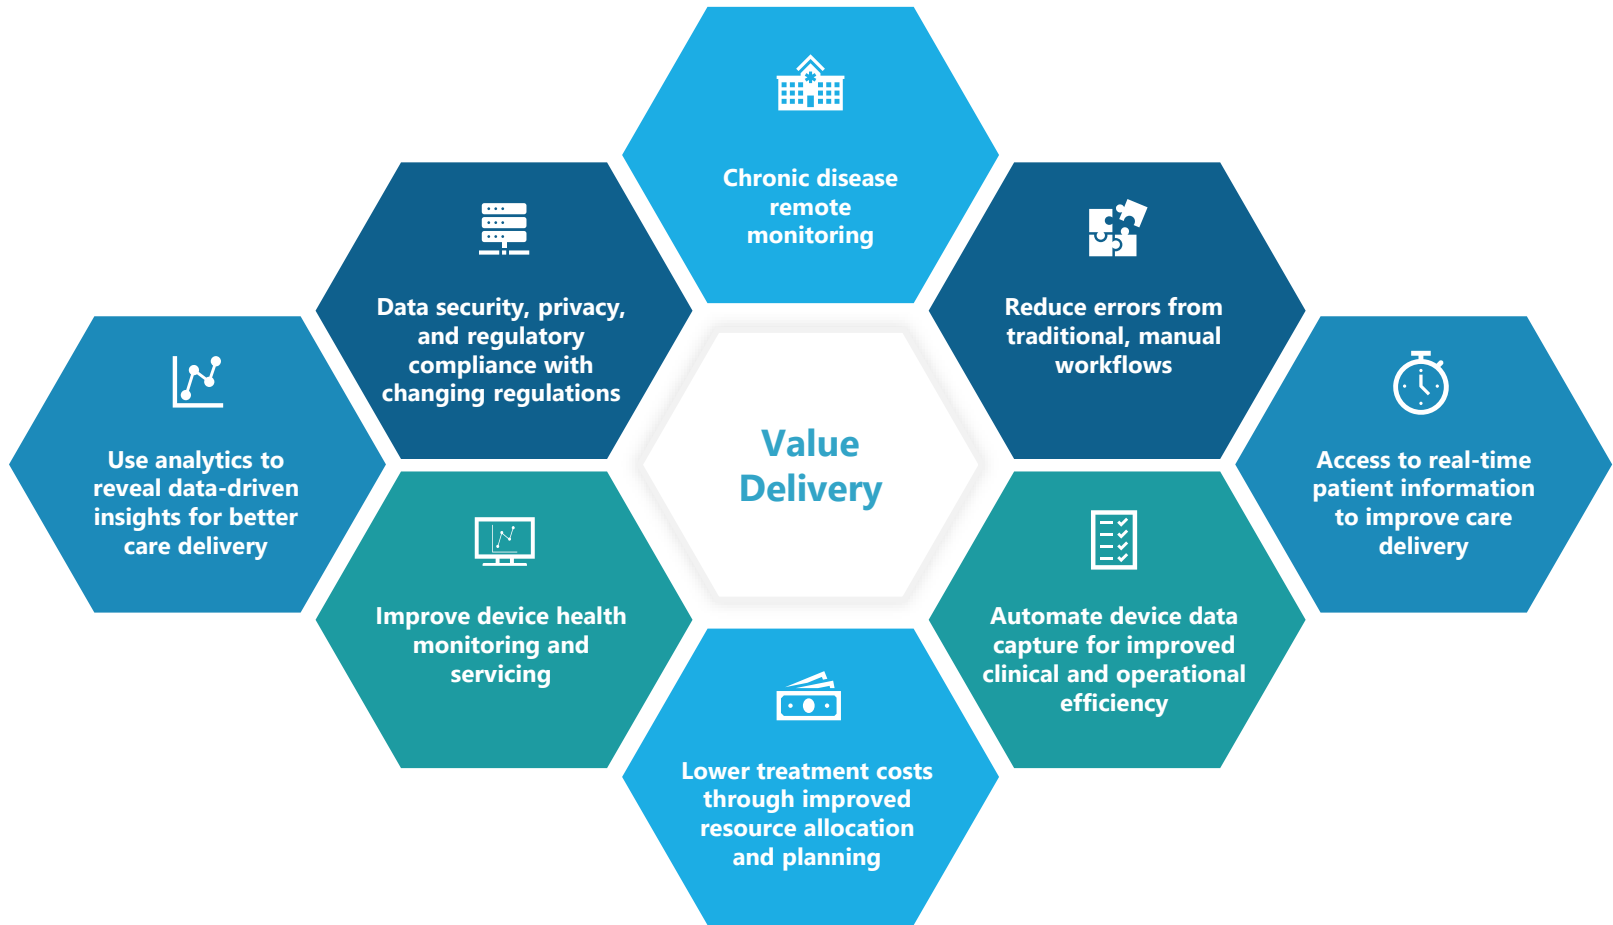 Chronic disease
remote
monitoring
Data security, privacy,
and regulatory
compliance with
changing regulations
Reduce errors from
traditional, manual
workflows
Use analytics to
reveal data-driven
insights for better
care delivery
Value
Delivery
Access to real-time
patient information
to improve care
delivery
Improve device health
monitoring and
servicing
Automate device data
capture for improved
clinical and operational
efficiency
Lower treatment costs
through improved
resource allocation
and planning